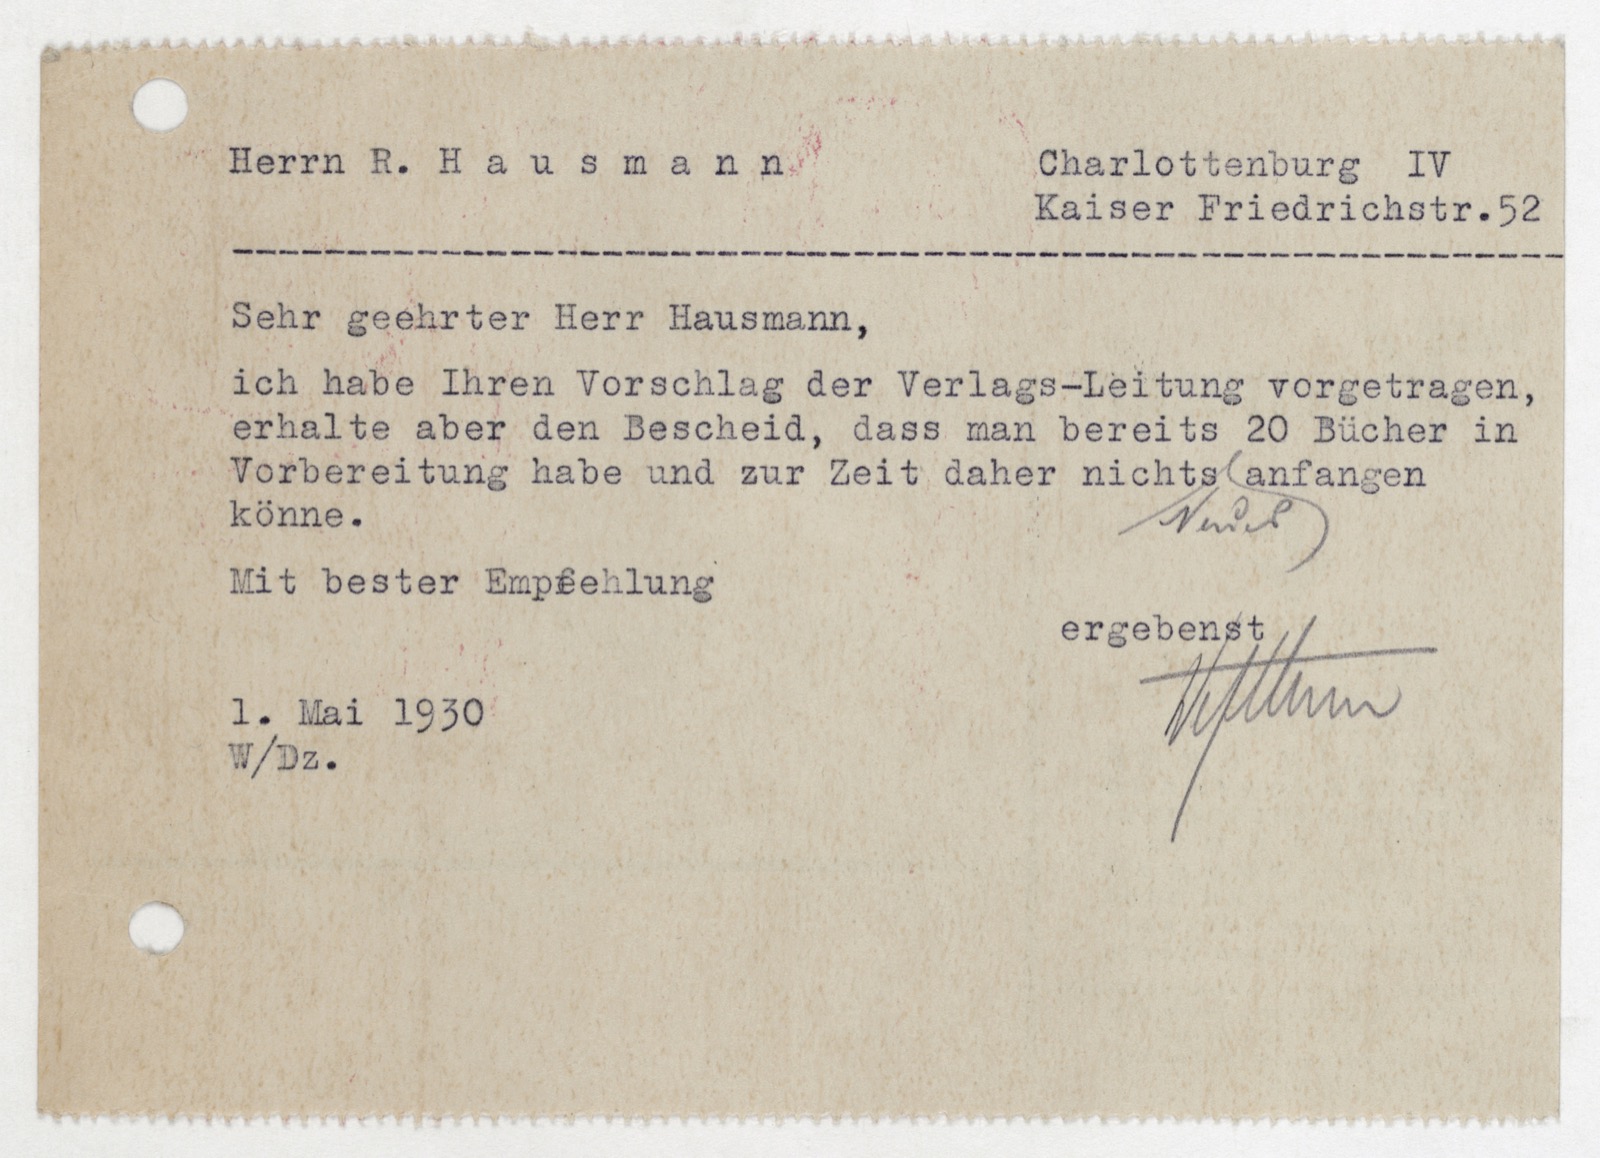 Herrn R. H a u s m a n n
Charlottenburg IV
Kaiser Friedrichstr.52
Sehr geehrter Herr Hausmann,
ich habe Ihren Vorschlag der Verlags-Leitung vorgetragen,
erhalte aber den Bescheid, dass man bereits 20 Bücher in
Vorbereitung habe und zur Zeit daher nichts anfangen
Neues
könne.
Mit bester Empfehlung
ergebenst
1. Mai 1930
W/Dz.